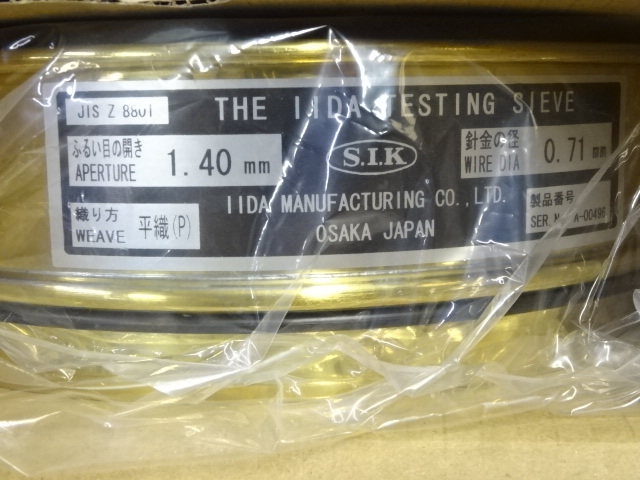 JIS Z 8801
THE IIDA TESTING SIEVE
ふるい目の開き
APERTURE 1.40 mm
S.I.K
針金の径
WIRE DIA 0.71 mm
IIDA MANUFACTURING CO.,LTD.
OSAKA JAPAN
織り方
WEAVE 平織(P)
製品番号
SER. A-00496